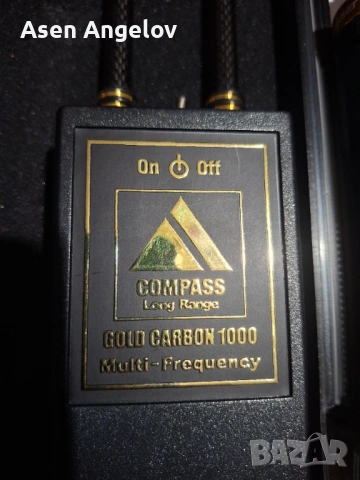 Asen Angelov
On Off
COMPASS
Long Range
GOLD CARBON 1000
Multi-Frequency
BAZAR